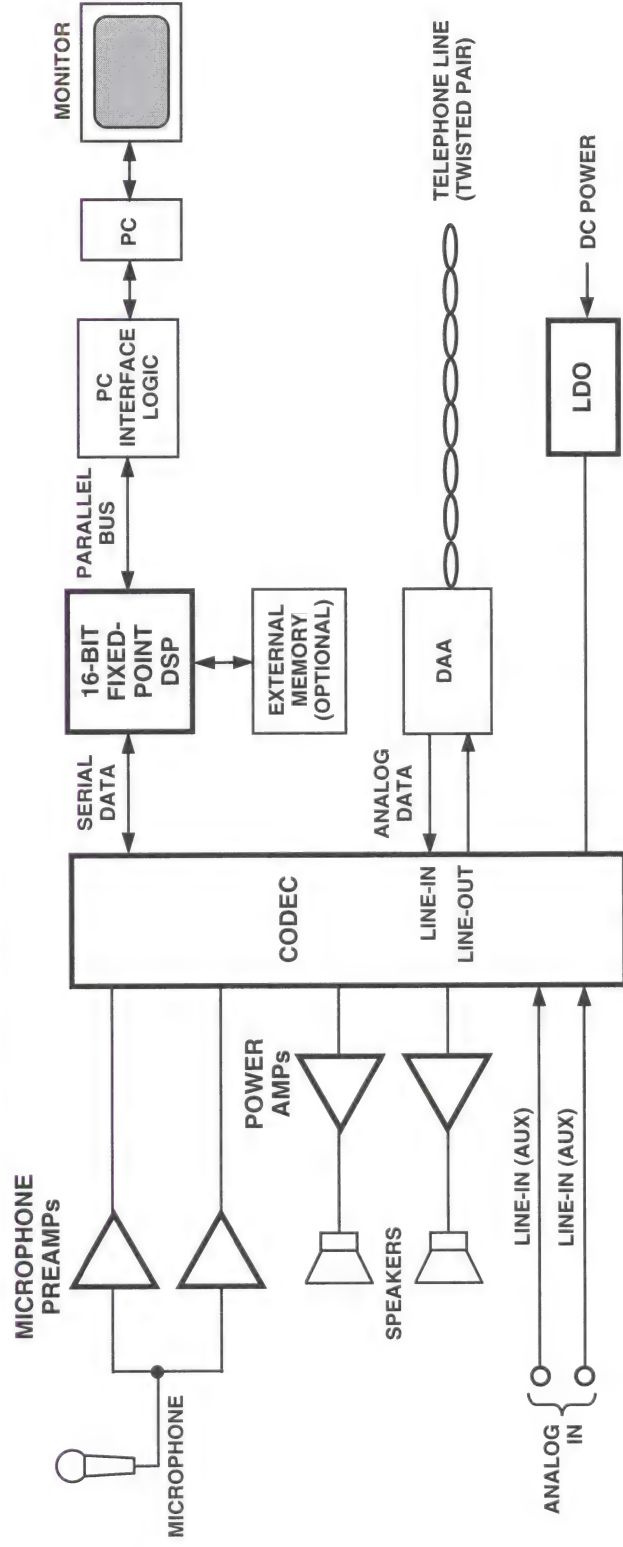 MICROPHONE
MICROPHONE
PREAMPs
SPEAKERS
POWER
AMPs
ANALOG
IN
LINE-IN (AUX)
LINE-IN (AUX)
CODEC
LINE-IN
LINE-OUT
SERIAL
DATA
16-BIT
FIXED-
POINT
DSP
EXTERNAL
MEMORY
(OPTIONAL)
PARALLEL
BUS
PC
INTERFACE
LOGIC
PC
MONITOR
ANALOG
DATA
DAA
TELEPHONE LINE
(TWISTED PAIR)
LDO
DC POWER